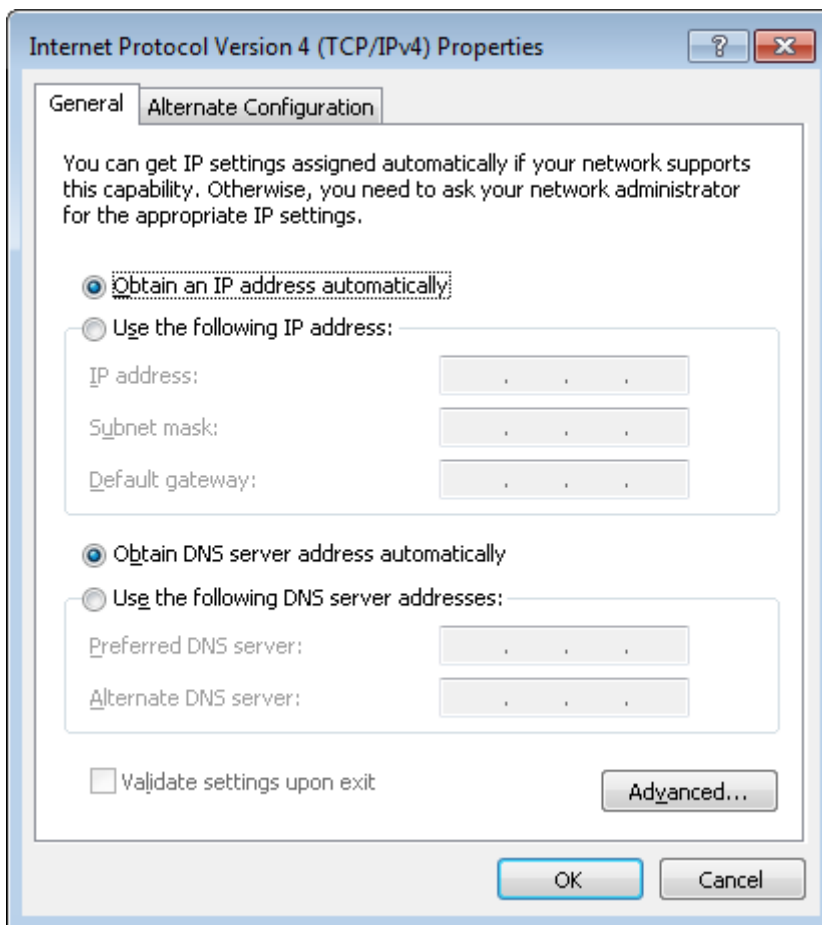 Internet Protocol Version 4 (TCP/IPv4) Properties
General
Alternate Configuration
You can get IP settings assigned automatically if your network supports
this capability. Otherwise, you need to ask your network administrator
for the appropriate IP settings.
Obtain an IP address automatically
Use the following IP address:
IP address:
Subnet mask:
Default gateway:
Obtain DNS server address automatically
Use the following DNS server addresses:
Preferred DNS server:
Alternate DNS server:
Validate settings upon exit
Advanced...
OK
Cancel